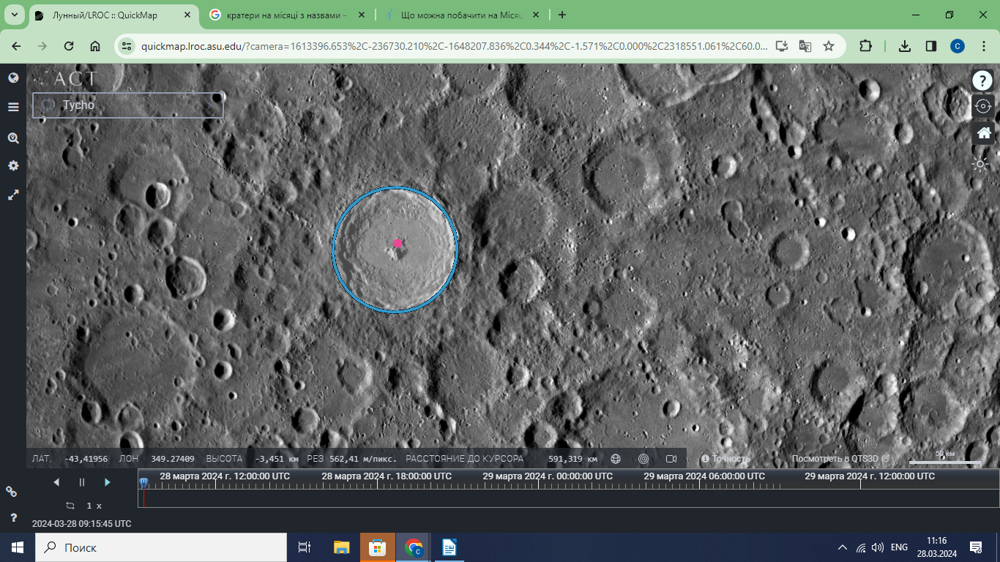 Лунный/LROC :: QuickMap
кратери на місяці з назвами –
Що можна побачити на Місяц
quickmap.lroc.asu.edu/?camera=1613396.653%2C-236730.210%2C-1648207.836%2C0.344%2C-1.571%2C0.000%2C2318551.061%2C60.0...
C
ACT
Tycho
?
ЛАТ. -43,41956 ЛОН 349.27409 ВЫСОТА -3,451 км РЕЗ 562,41 м/пикс. РАССТОЯНИЕ ДО КУРСОРА 591,319 км
Точность
Посмотреть в QTS3D
50 км
28 марта 2024 г. 12:00:00 UTC
28 марта 2024 г. 18:00:00 UTC
29 марта 2024 г. 00:00:00 UTC
29 марта 2024 г. 06:00:00 UTC
29 марта 2024 г. 12:00:00 UTC
1 x
?
2024-03-28 09:15:45 UTC
Поиск
C
ENG
11:16
28.03.2024